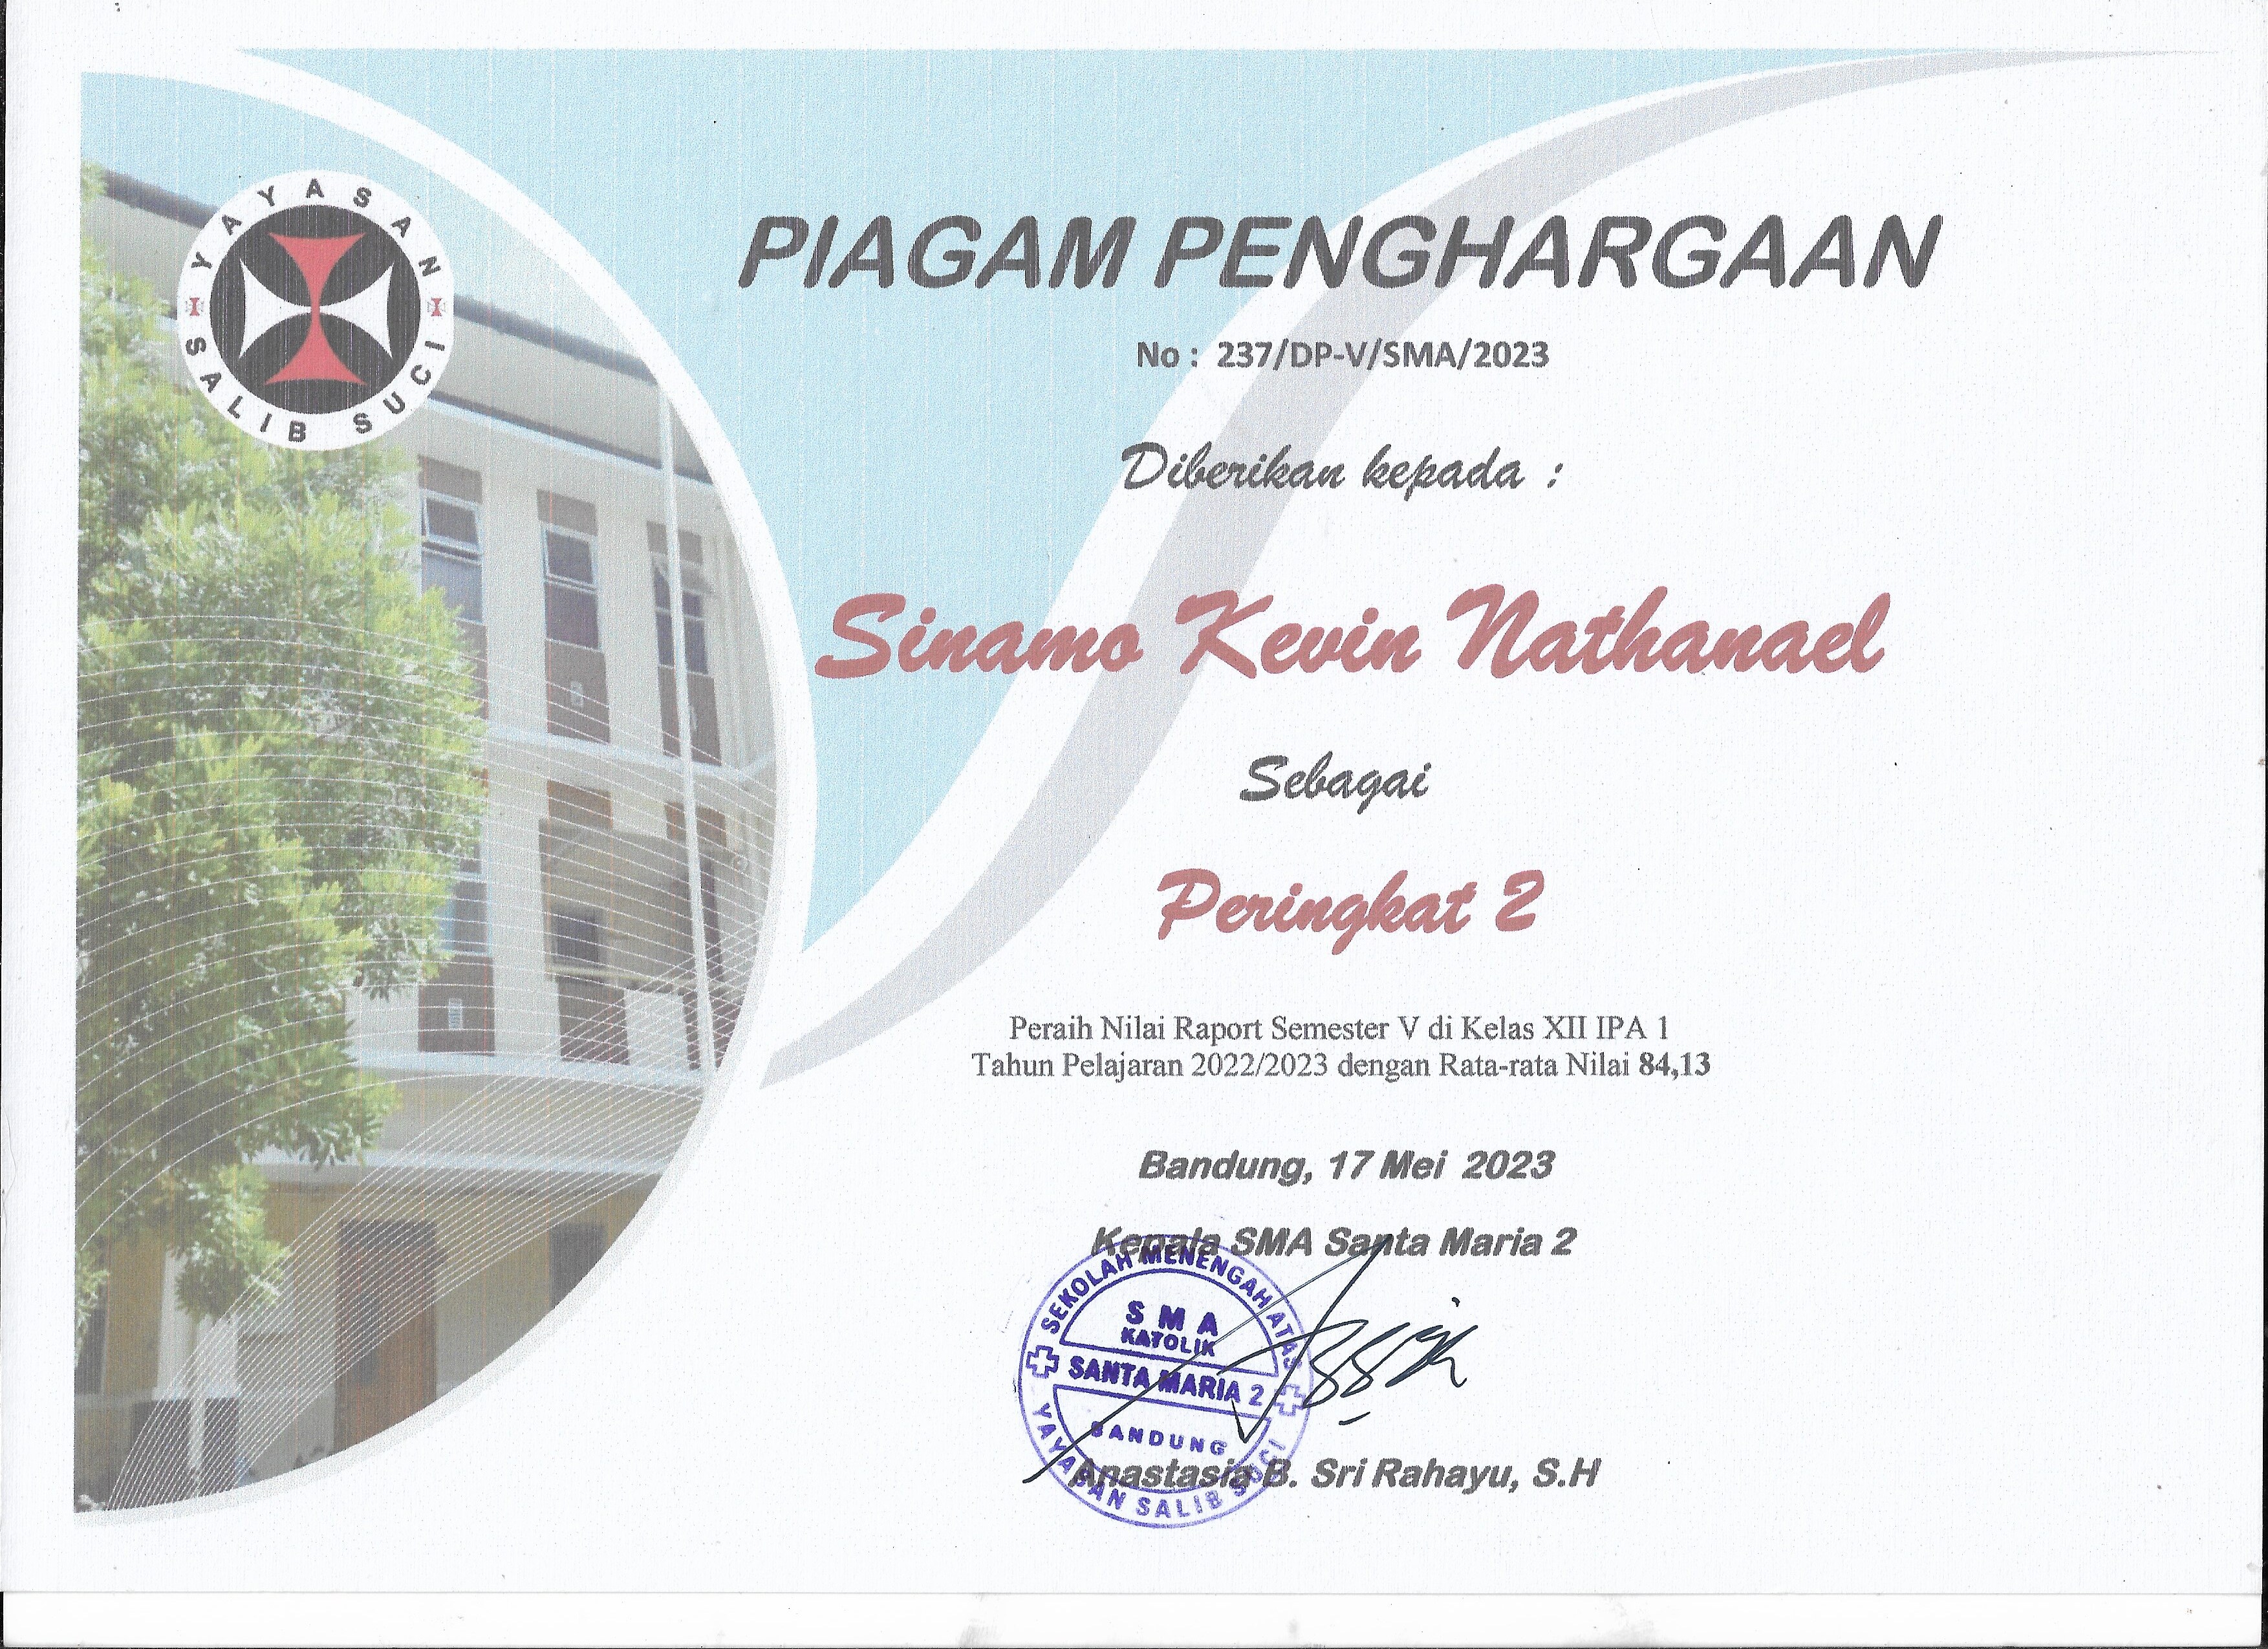 YAYASAN SALIB SUCI
PIAGAM PENGHARGAAN
No : 237/DP-V/SMA/2023
Diberikan kepada :
Sinamo Kevin Nathanael
Sebagai
Peringkat 2
Peraih Nilai Raport Semester V di Kelas XII IPA 1
Tahun Pelajaran 2022/2023 dengan Rata-rata Nilai 84,13
Bandung, 17 Mei 2023
Kepala SMA Santa Maria 2
SEKOLAH MENENGAH ATAS
SMA
KATOLIK
SANTA MARIA 2
BANDUNG
YAYASAN SALIB SUCI
Anastasia B. Sri Rahayu, S.H